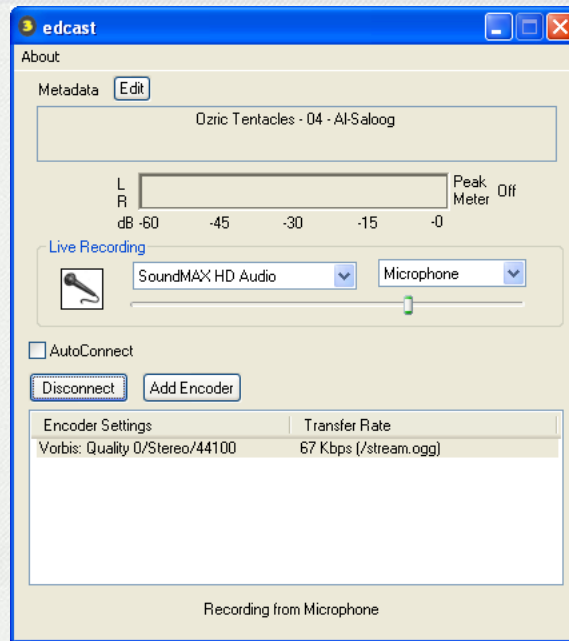 edcast
About
Metadata Edit
Ozric Tentacles - 04 - Al-Saloog
L
R
Peak
Meter Off
dB -60 -45 -30 -15 -0
Live Recording
SoundMAX HD Audio Microphone
AutoConnect
Disconnect Add Encoder
Encoder Settings Transfer Rate
Vorbis: Quality 0/Stereo/44100 67 Kbps (/stream.ogg)
Recording from Microphone